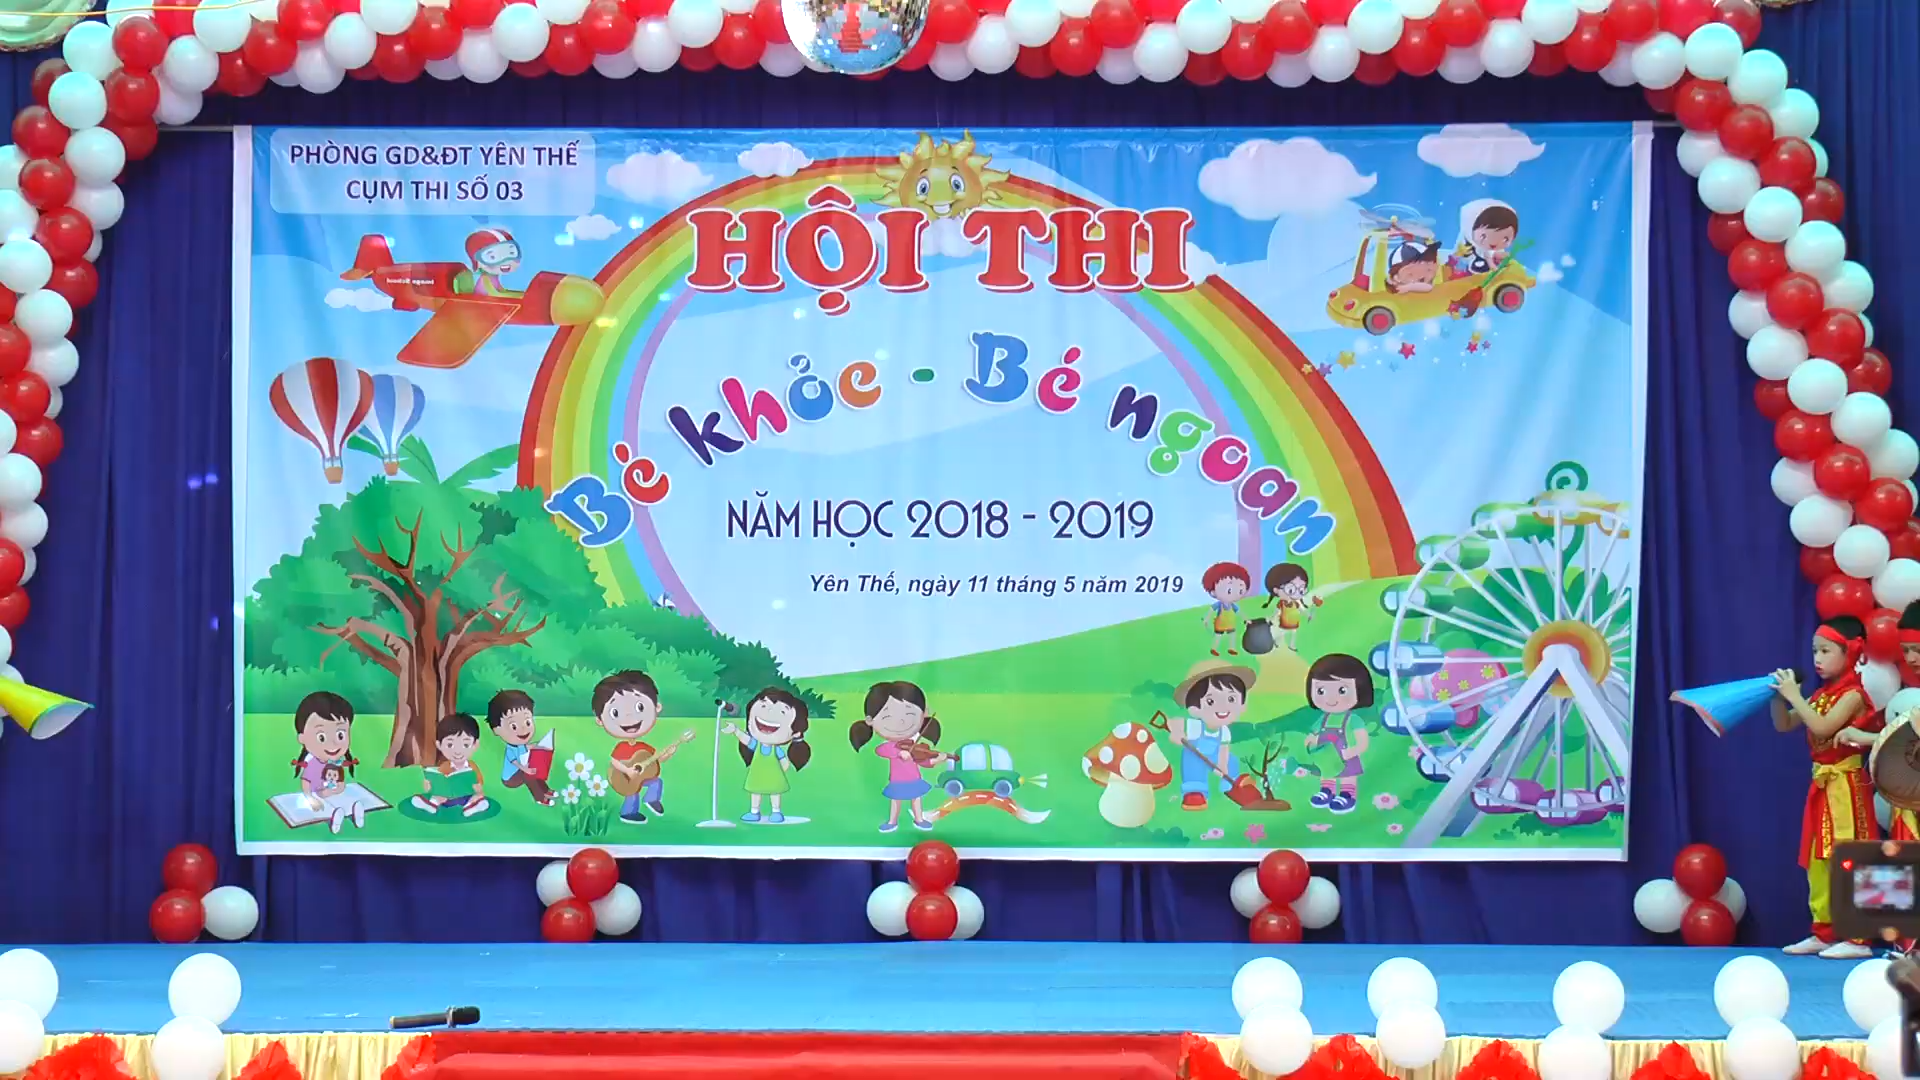 PHÒNG GD&ĐT YÊN THẾ
CỤM THI SỐ 03
HỘI THI
Bé khỏe - Bé ngoan
NĂM HỌC 2018 - 2019
Yên Thế, ngày 11 tháng 5 năm 2019